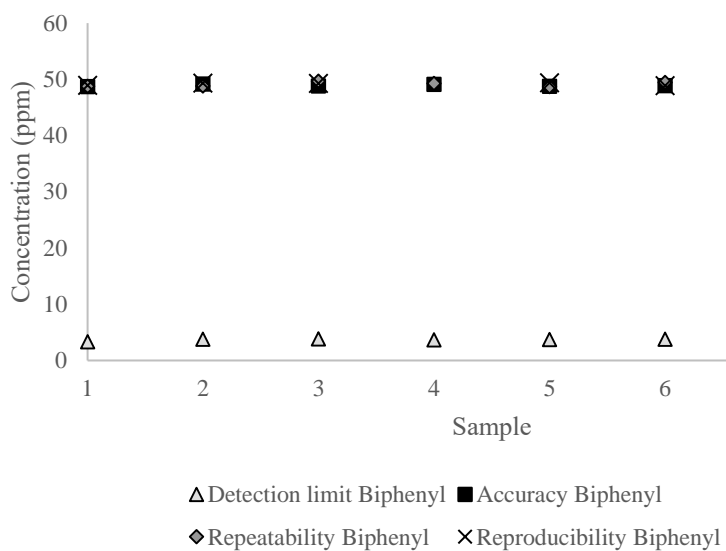 60
50
40
30
20
10
0
Concentration (ppm)
1 2 3 4 5 6
Sample
Detection limit Biphenyl Accuracy Biphenyl
Repeatability Biphenyl Reproducibility Biphenyl